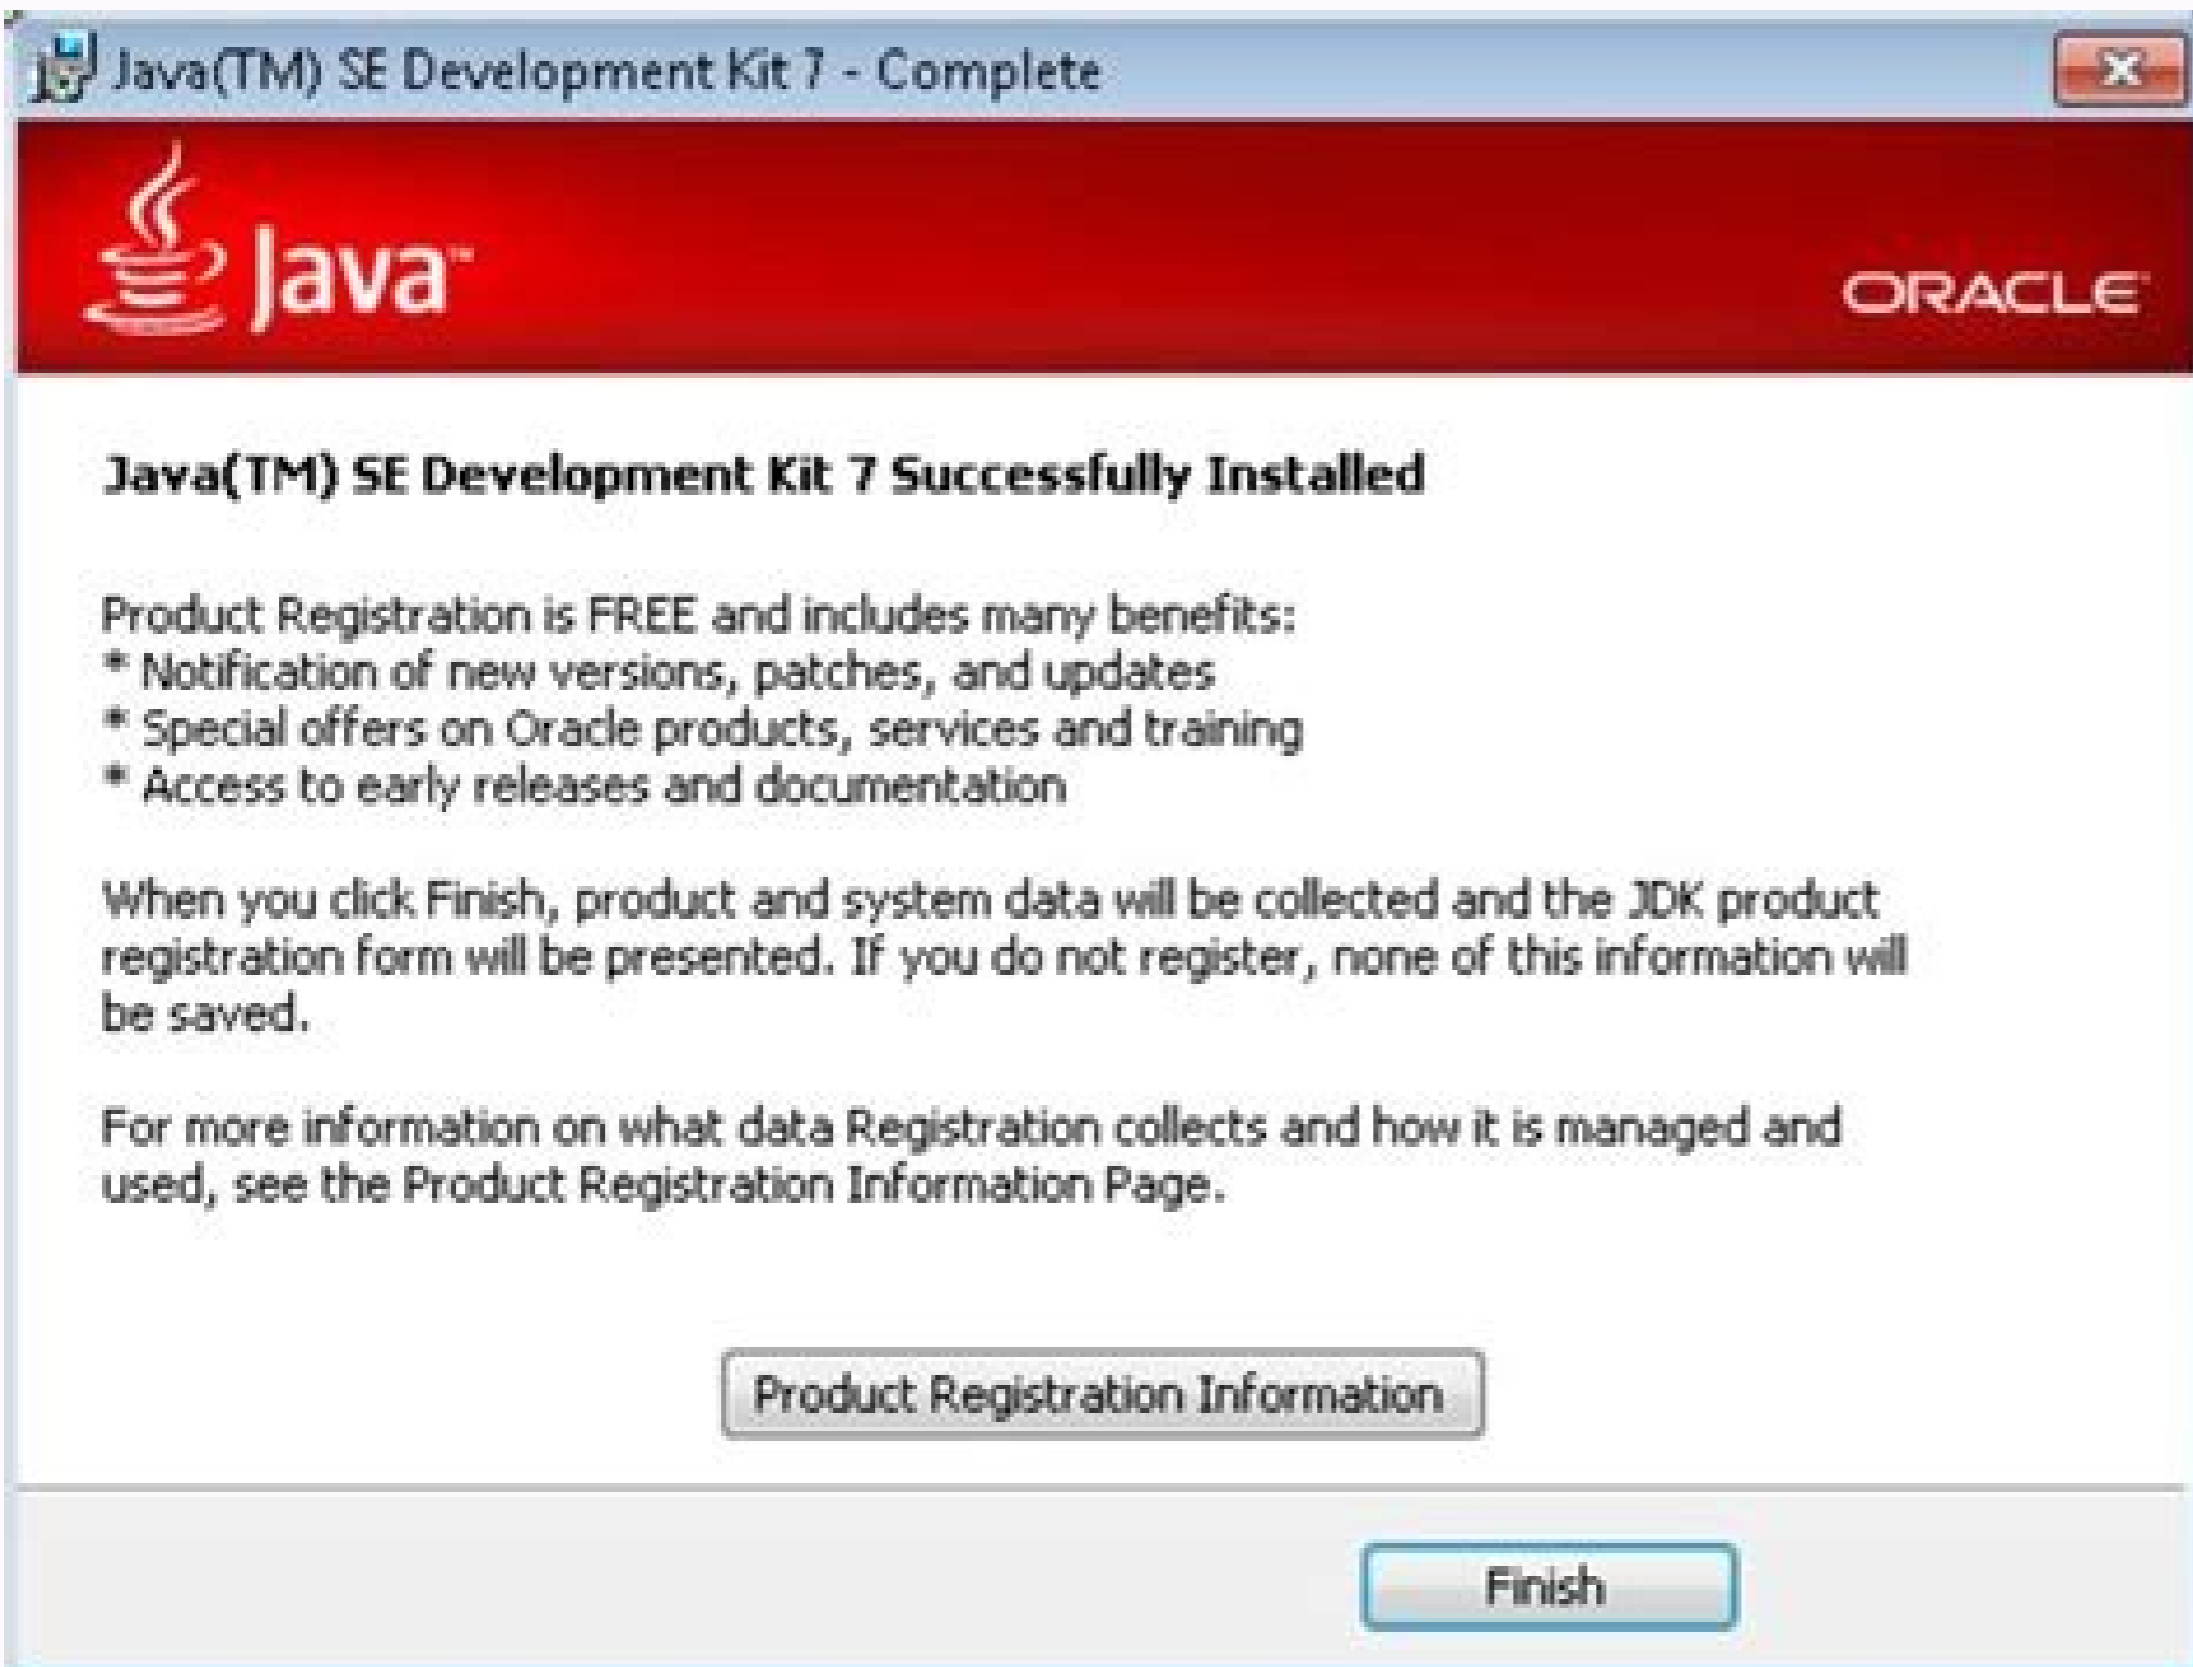 Java(TM) SE Development Kit 7 - Complete
Java™
ORACLE
Java(TM) SE Development Kit 7 Successfully Installed
Product Registration is FREE and includes many benefits:
* Notification of new versions, patches, and updates
* Special offers on Oracle products, services and training
* Access to early releases and documentation
When you click Finish, product and system data will be collected and the JDK product
registration form will be presented. If you do not register, none of this information will
be saved.
For more information on what data Registration collects and how it is managed and
used, see the Product Registration Information Page.
Product Registration Information
Finish